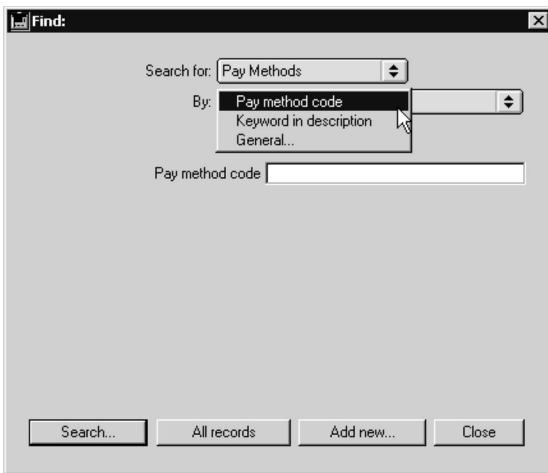 Find:
Search for: Pay Methods
By: Pay method code
Keyword in description
General...
Pay method code
Search... All records Add new... Close